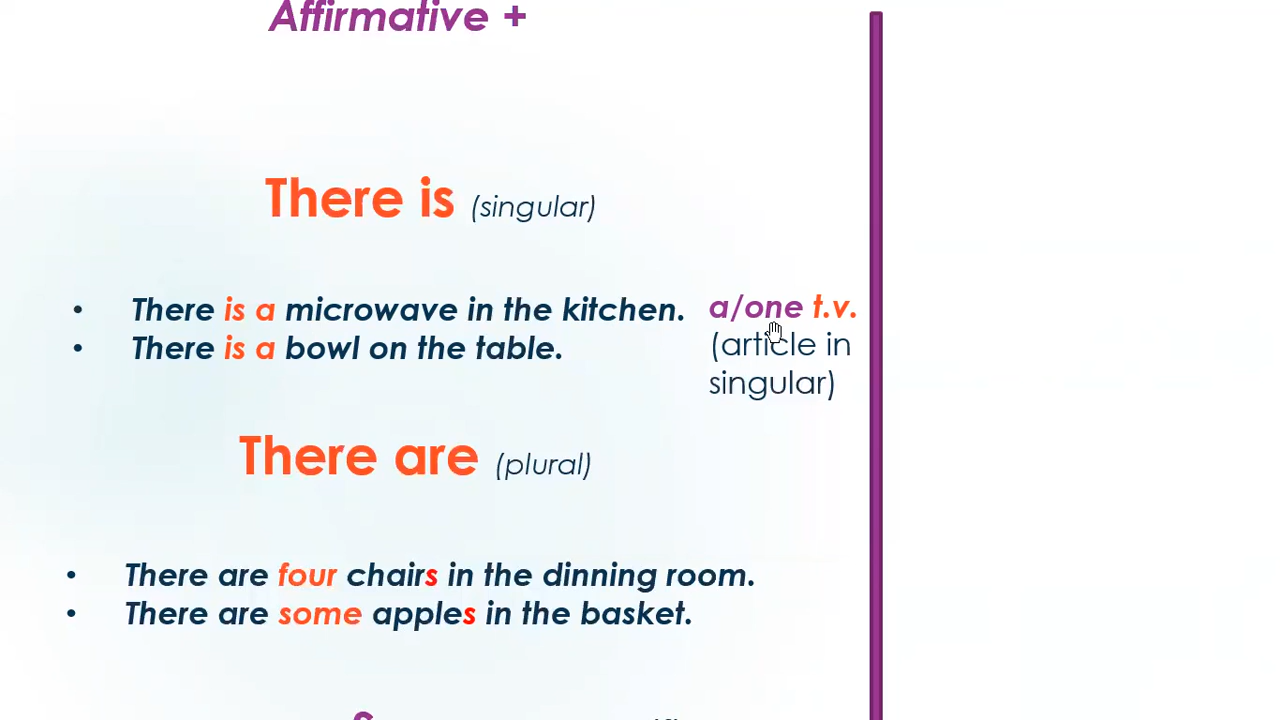 Affirmative +
There is (singular)
• There is a microwave in the kitchen.
• There is a bowl on the table.
a/one t.v.
(article in
singular)
There are (plural)
• There are four chairs in the dinning room.
• There are some apples in the basket.